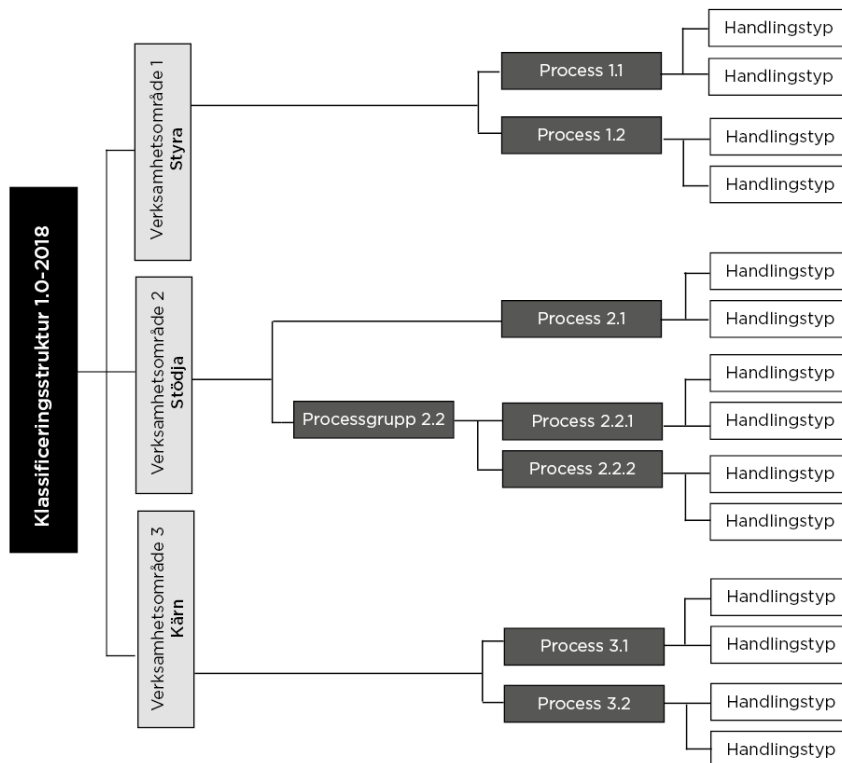 Klassificeringsstruktur 1.0-2018
Verksamhetsområde 1
Styra
Process 1.1
Handlingstyp
Handlingstyp
Process 1.2
Handlingstyp
Handlingstyp
Verksamhetsområde 2
Stödja
Process 2.1
Handlingstyp
Handlingstyp
Processgrupp 2.2
Process 2.2.1
Handlingstyp
Handlingstyp
Process 2.2.2
Handlingstyp
Handlingstyp
Verksamhetsområde 3
Kärn
Process 3.1
Handlingstyp
Handlingstyp
Process 3.2
Handlingstyp
Handlingstyp